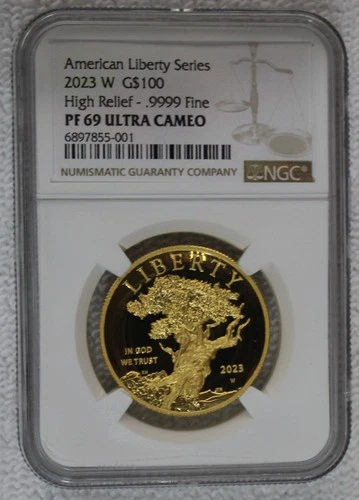 American Liberty Series
2023 W G$100
High Relief - .9999 Fine
PF 69 ULTRA CAMEO
6897855-001
NUMISMATIC GUARANTY COMPANY
NGC®
LIBERTY
IN GOD
WE TRUST
2023
W